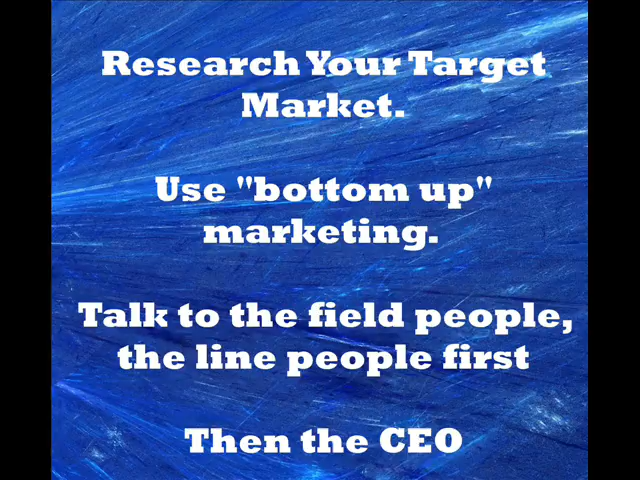 Research Your Target
Market.
Use "bottom up"
marketing.
Talk to the field people,
the line people first
Then the CEO